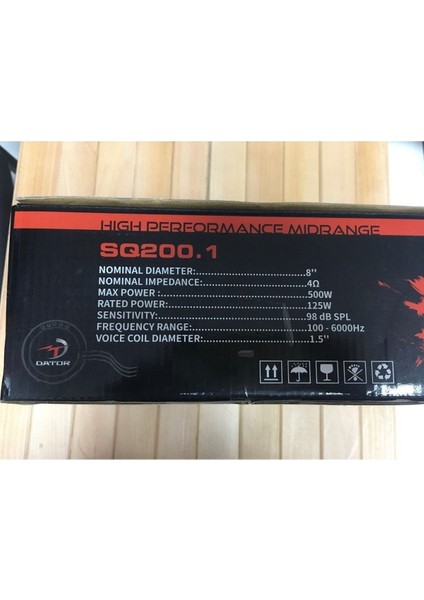 HIGH PERFORMANCE MIDRANGE
SQ200.1
NOMINAL DIAMETER:.................................8''
NOMINAL IMPEDANCE:.................................4Ω
MAX POWER :.................................500W
RATED POWER:.................................125W
SENSITIVITY:.................................98 dB SPL
FREQUENCY RANGE:.................................100 - 6000Hz
VOICE COIL DIAMETER:.................................1.5''
DATOR